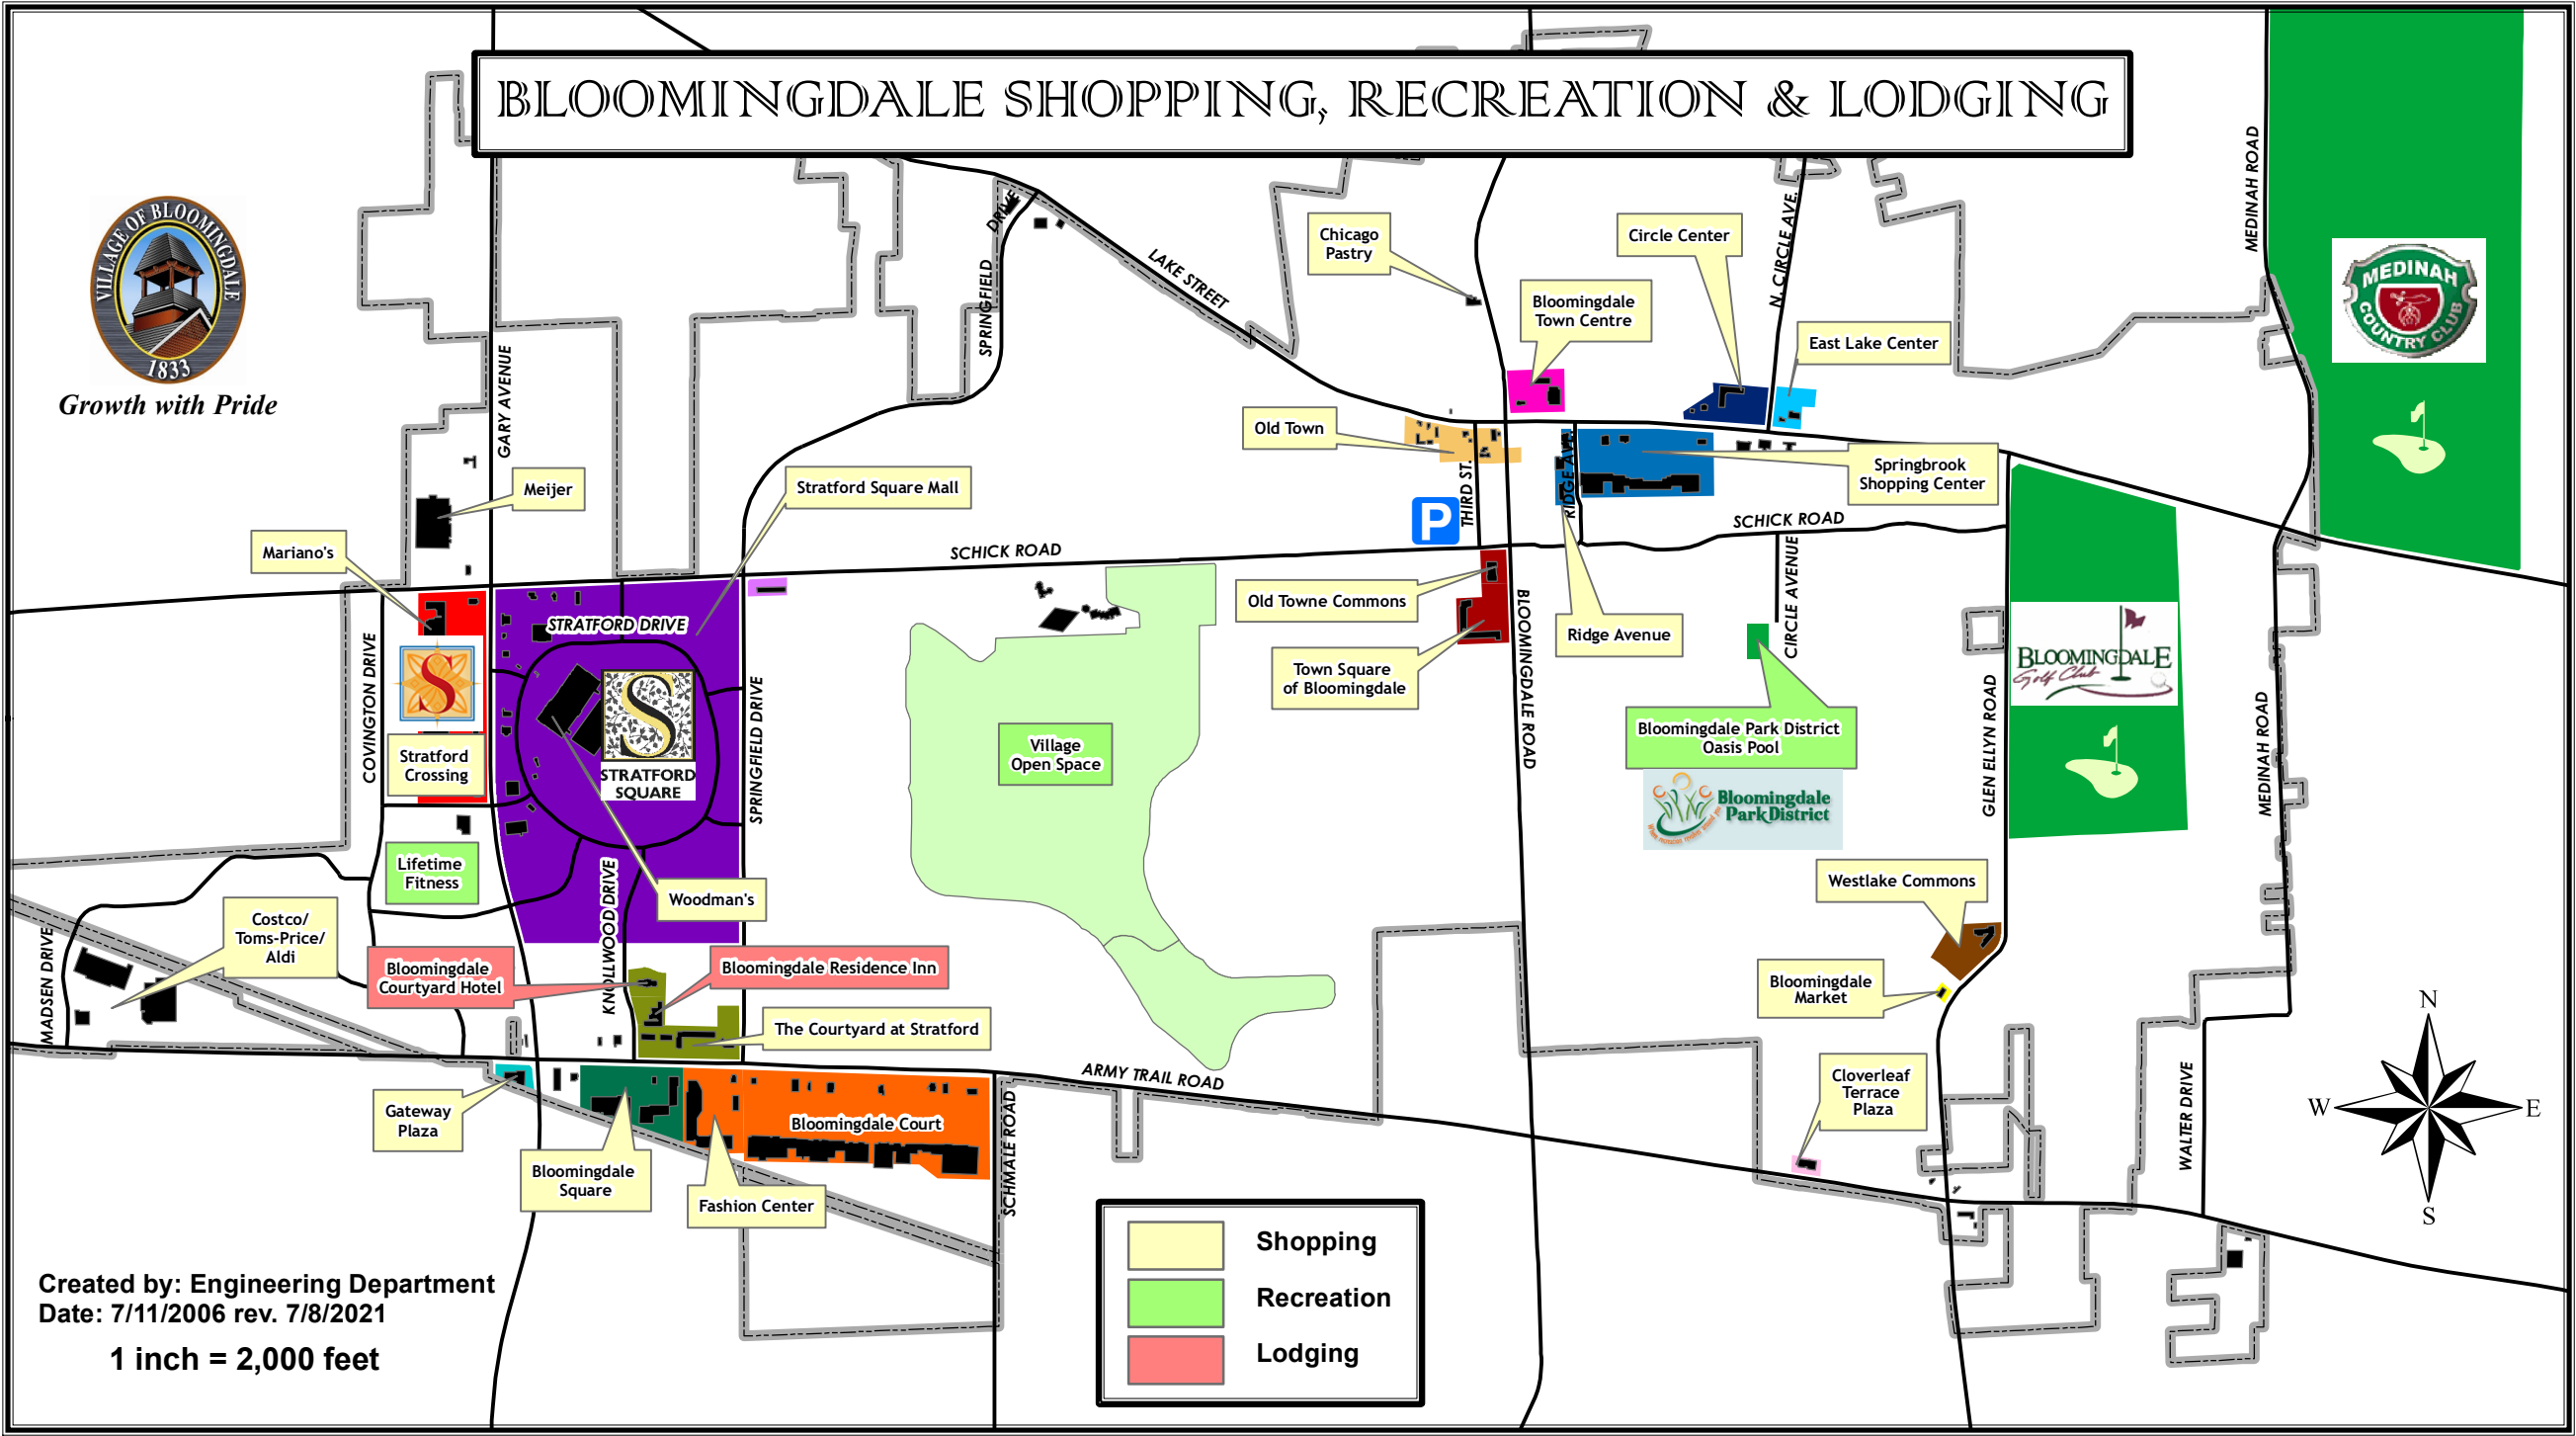 BLOOMINGDALE SHOPPING, RECREATION & LODGING
VILLAGE OF BLOOMINGDALE
1833
Growth with Pride
GARY AVENUE
SPRINGFIELD
DRIVE
LAKE STREET
Chicago
Pastry
Circle Center
N. CIRCLE AVE.
Bloomingdale
Town Centre
East Lake Center
MEDINAH ROAD
MEDINAH
COUNTRY CLUB
Old Town
Springbrook
Shopping Center
Meijer
Stratford Square Mall
THIRD ST.
RIDGE AVE.
P
Mariano's
SCHICK ROAD
SCHICK ROAD
STRATFORD DRIVE
Old Towne Commons
Ridge Avenue
CIRCLE AVENUE
COVINGTON DRIVE
S
Stratford
Crossing
S
STRATFORD
SQUARE
SPRINGFIELD DRIVE
Town Square
of Bloomingdale
BLOOMINGDALE ROAD
Village
Open Space
Bloomingdale Park District
Oasis Pool
Bloomingdale
Park District
GLEN ELLYN ROAD
BLOOMINGDALE
Golf Club
MEDINAH ROAD
Lifetime
Fitness
Woodman's
KNOLLWOOD DRIVE
Westlake Commons
Costco/
Toms-Price/
Aldi
MADSEN DRIVE
Bloomingdale
Courtyard Hotel
Bloomingdale Residence Inn
Bloomingdale
Market
The Courtyard at Stratford
ARMY TRAIL ROAD
Cloverleaf
Terrace
Plaza
WALTER DRIVE
N
W
E
S
Gateway
Plaza
Bloomingdale Court
SCHMALE ROAD
Bloomingdale
Square
Fashion Center
Shopping
Recreation
Lodging
Created by: Engineering Department
Date: 7/11/2006 rev. 7/8/2021
1 inch = 2,000 feet